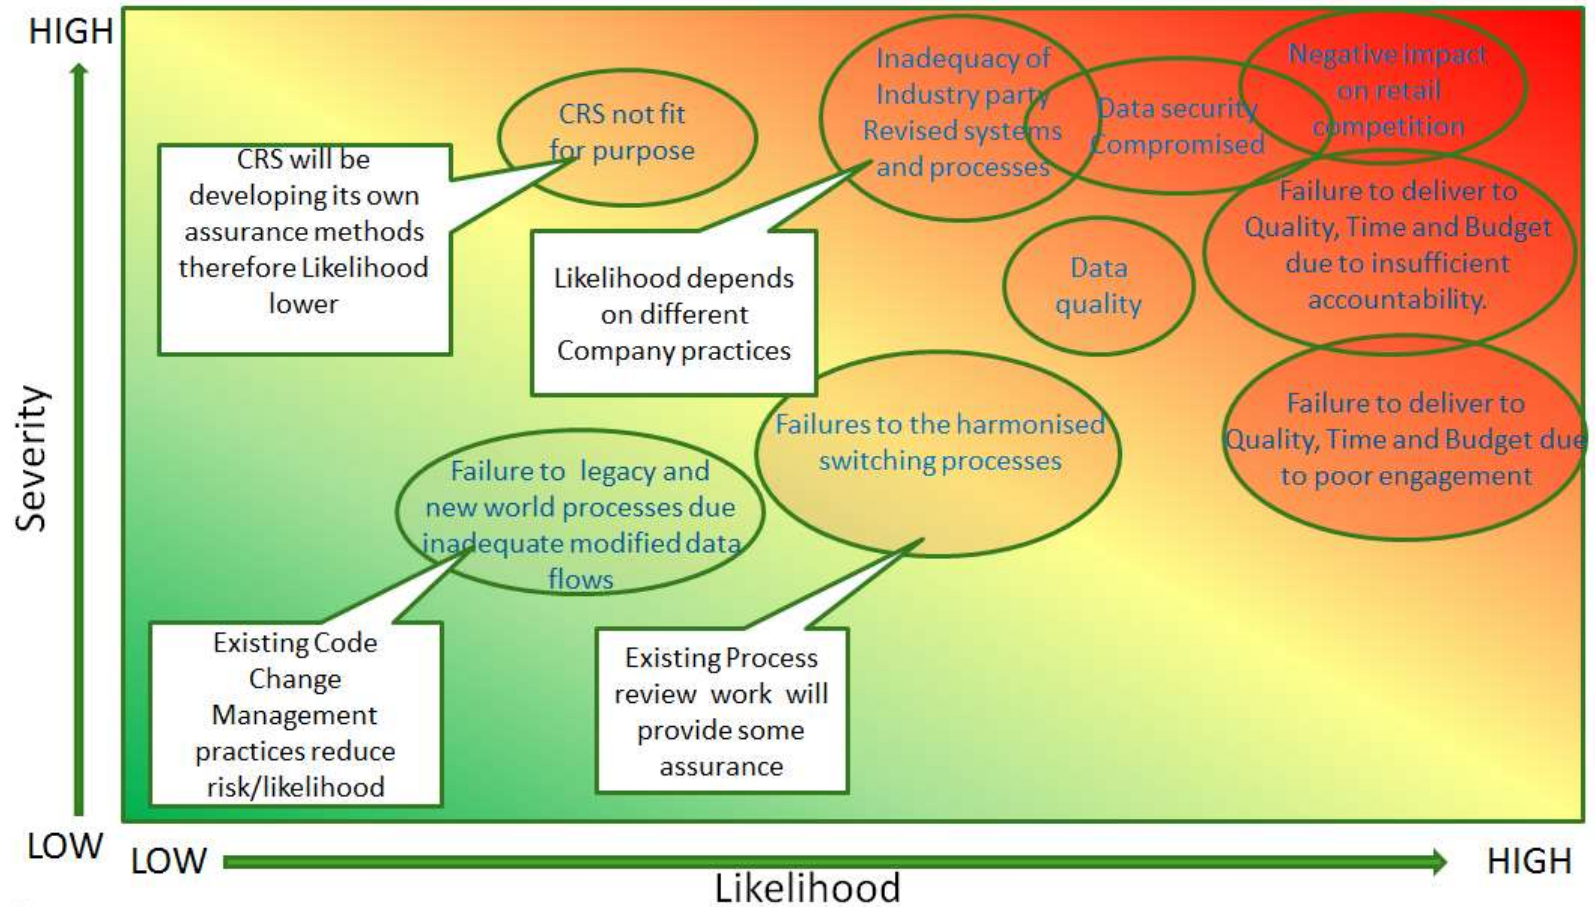 HIGH
Severity
LOW
CRS not fit
for purpose
CRS will be
developing its own
assurance methods
therefore Likelihood
lower
Inadequacy of
Industry party
Revised systems
and processes
Likelihood depends
on different
Company practices
Data security
Compromised
Negative impact
on retail
competition
Failure to deliver to
Quality, Time and Budget
due to insufficient
accountability.
Data
quality
Failure to deliver to
Quality, Time and Budget due
to poor engagement
Failures to the harmonised
switching processes
Failure to legacy and
new world processes due
inadequate modified data
flows
Existing Code
Change
Management
practices reduce
risk/likelihood
Existing Process
review work will
provide some
assurance
LOW
Likelihood
HIGH